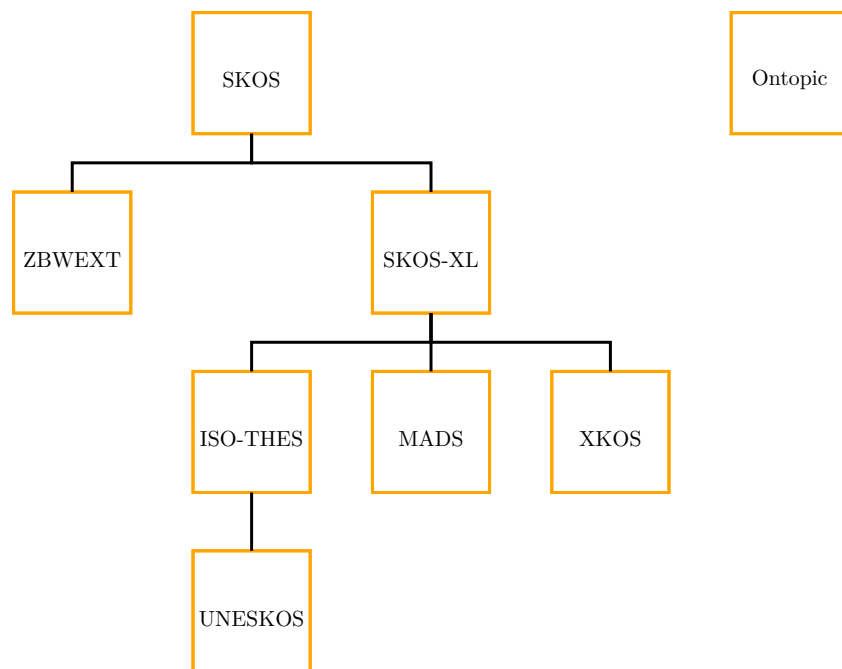 SKOS
Ontopic
ZBWEXT
SKOS-XL
ISO-THES
MADS
XKOS
UNESKOS